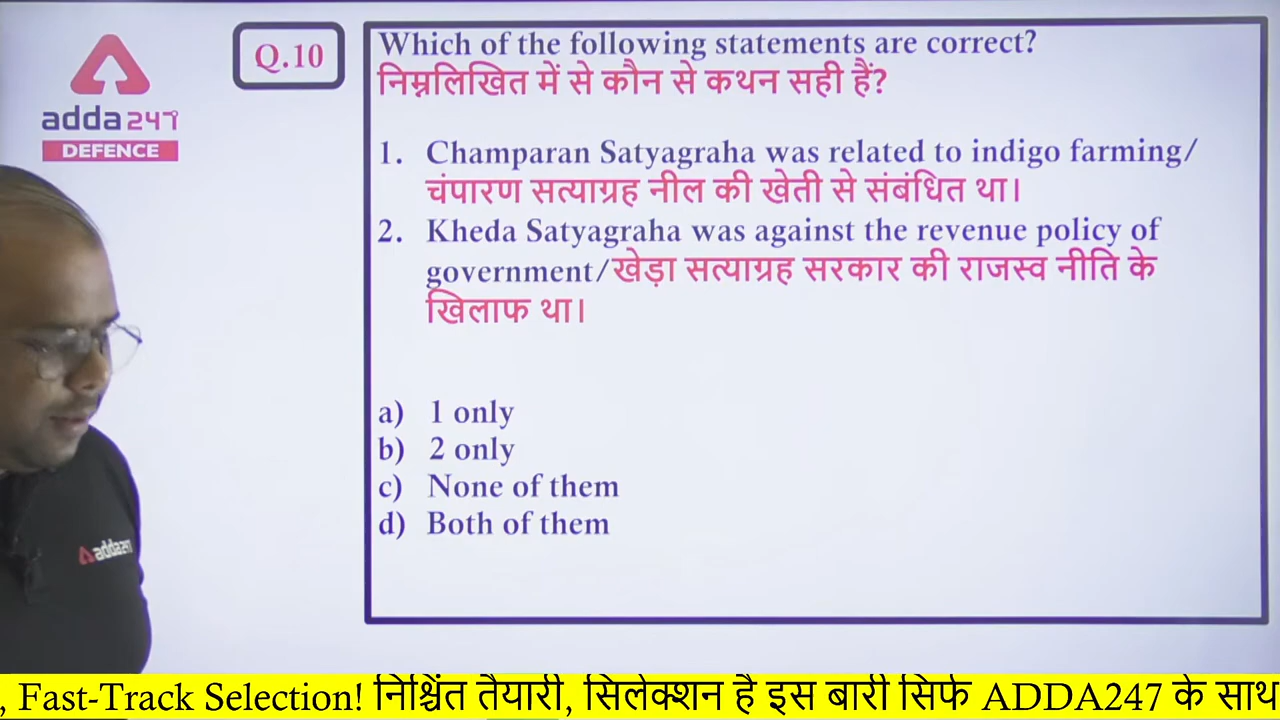 adda247
DEFENCE
Q.10
Which of the following statements are correct?
निम्नलिखित में से कौन से कथन सही हैं?
1. Champaran Satyagraha was related to indigo farming/
चंपारण सत्याग्रह नील की खेती से संबंधित था।
2. Kheda Satyagraha was against the revenue policy of
government/खेड़ा सत्याग्रह सरकार की राजस्व नीति के
खिलाफ था।
a) 1 only
b) 2 only
c) None of them
d) Both of them
adda247
, Fast-Track Selection! निश्चिंत तैयारी, सिलेक्शन है इस बारी सिर्फ ADDA247 के साथ